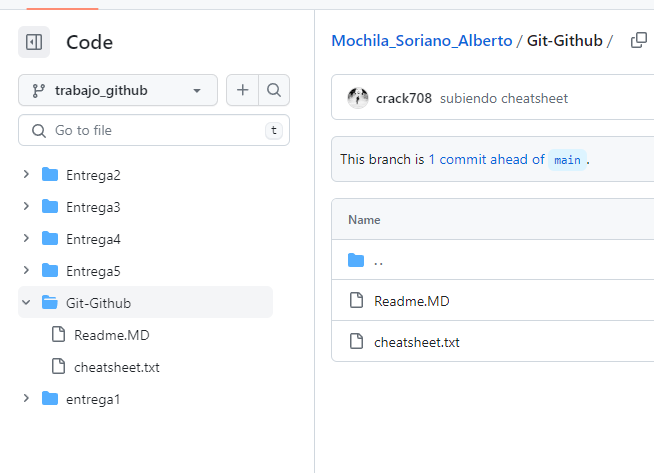 Code
trabajo_github
Go to file
t
Entrega2
Entrega3
Entrega4
Entrega5
Git-Github
Readme.MD
cheatsheet.txt
entrega1
Mochila_Soriano_Alberto / Git-Github /
crack708 subiendo cheatsheet
This branch is 1 commit ahead of main .
Name
..
Readme.MD
cheatsheet.txt